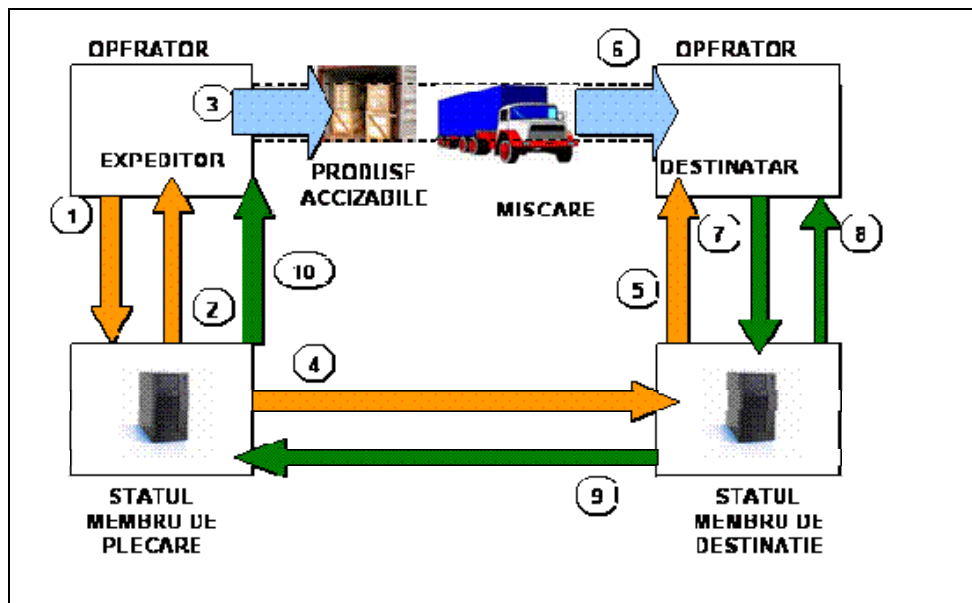 OPFRATOR
EXPEDITOR
3
PRODUSF
ACCIZABILE
MISCARE
6
OPFRATOR
DESTINATAR
1
2
10
4
5
7
8
9
STATUL
MEMBRU DE
PLECARE
STATUL
MEMBRU DE
DESTINATIE